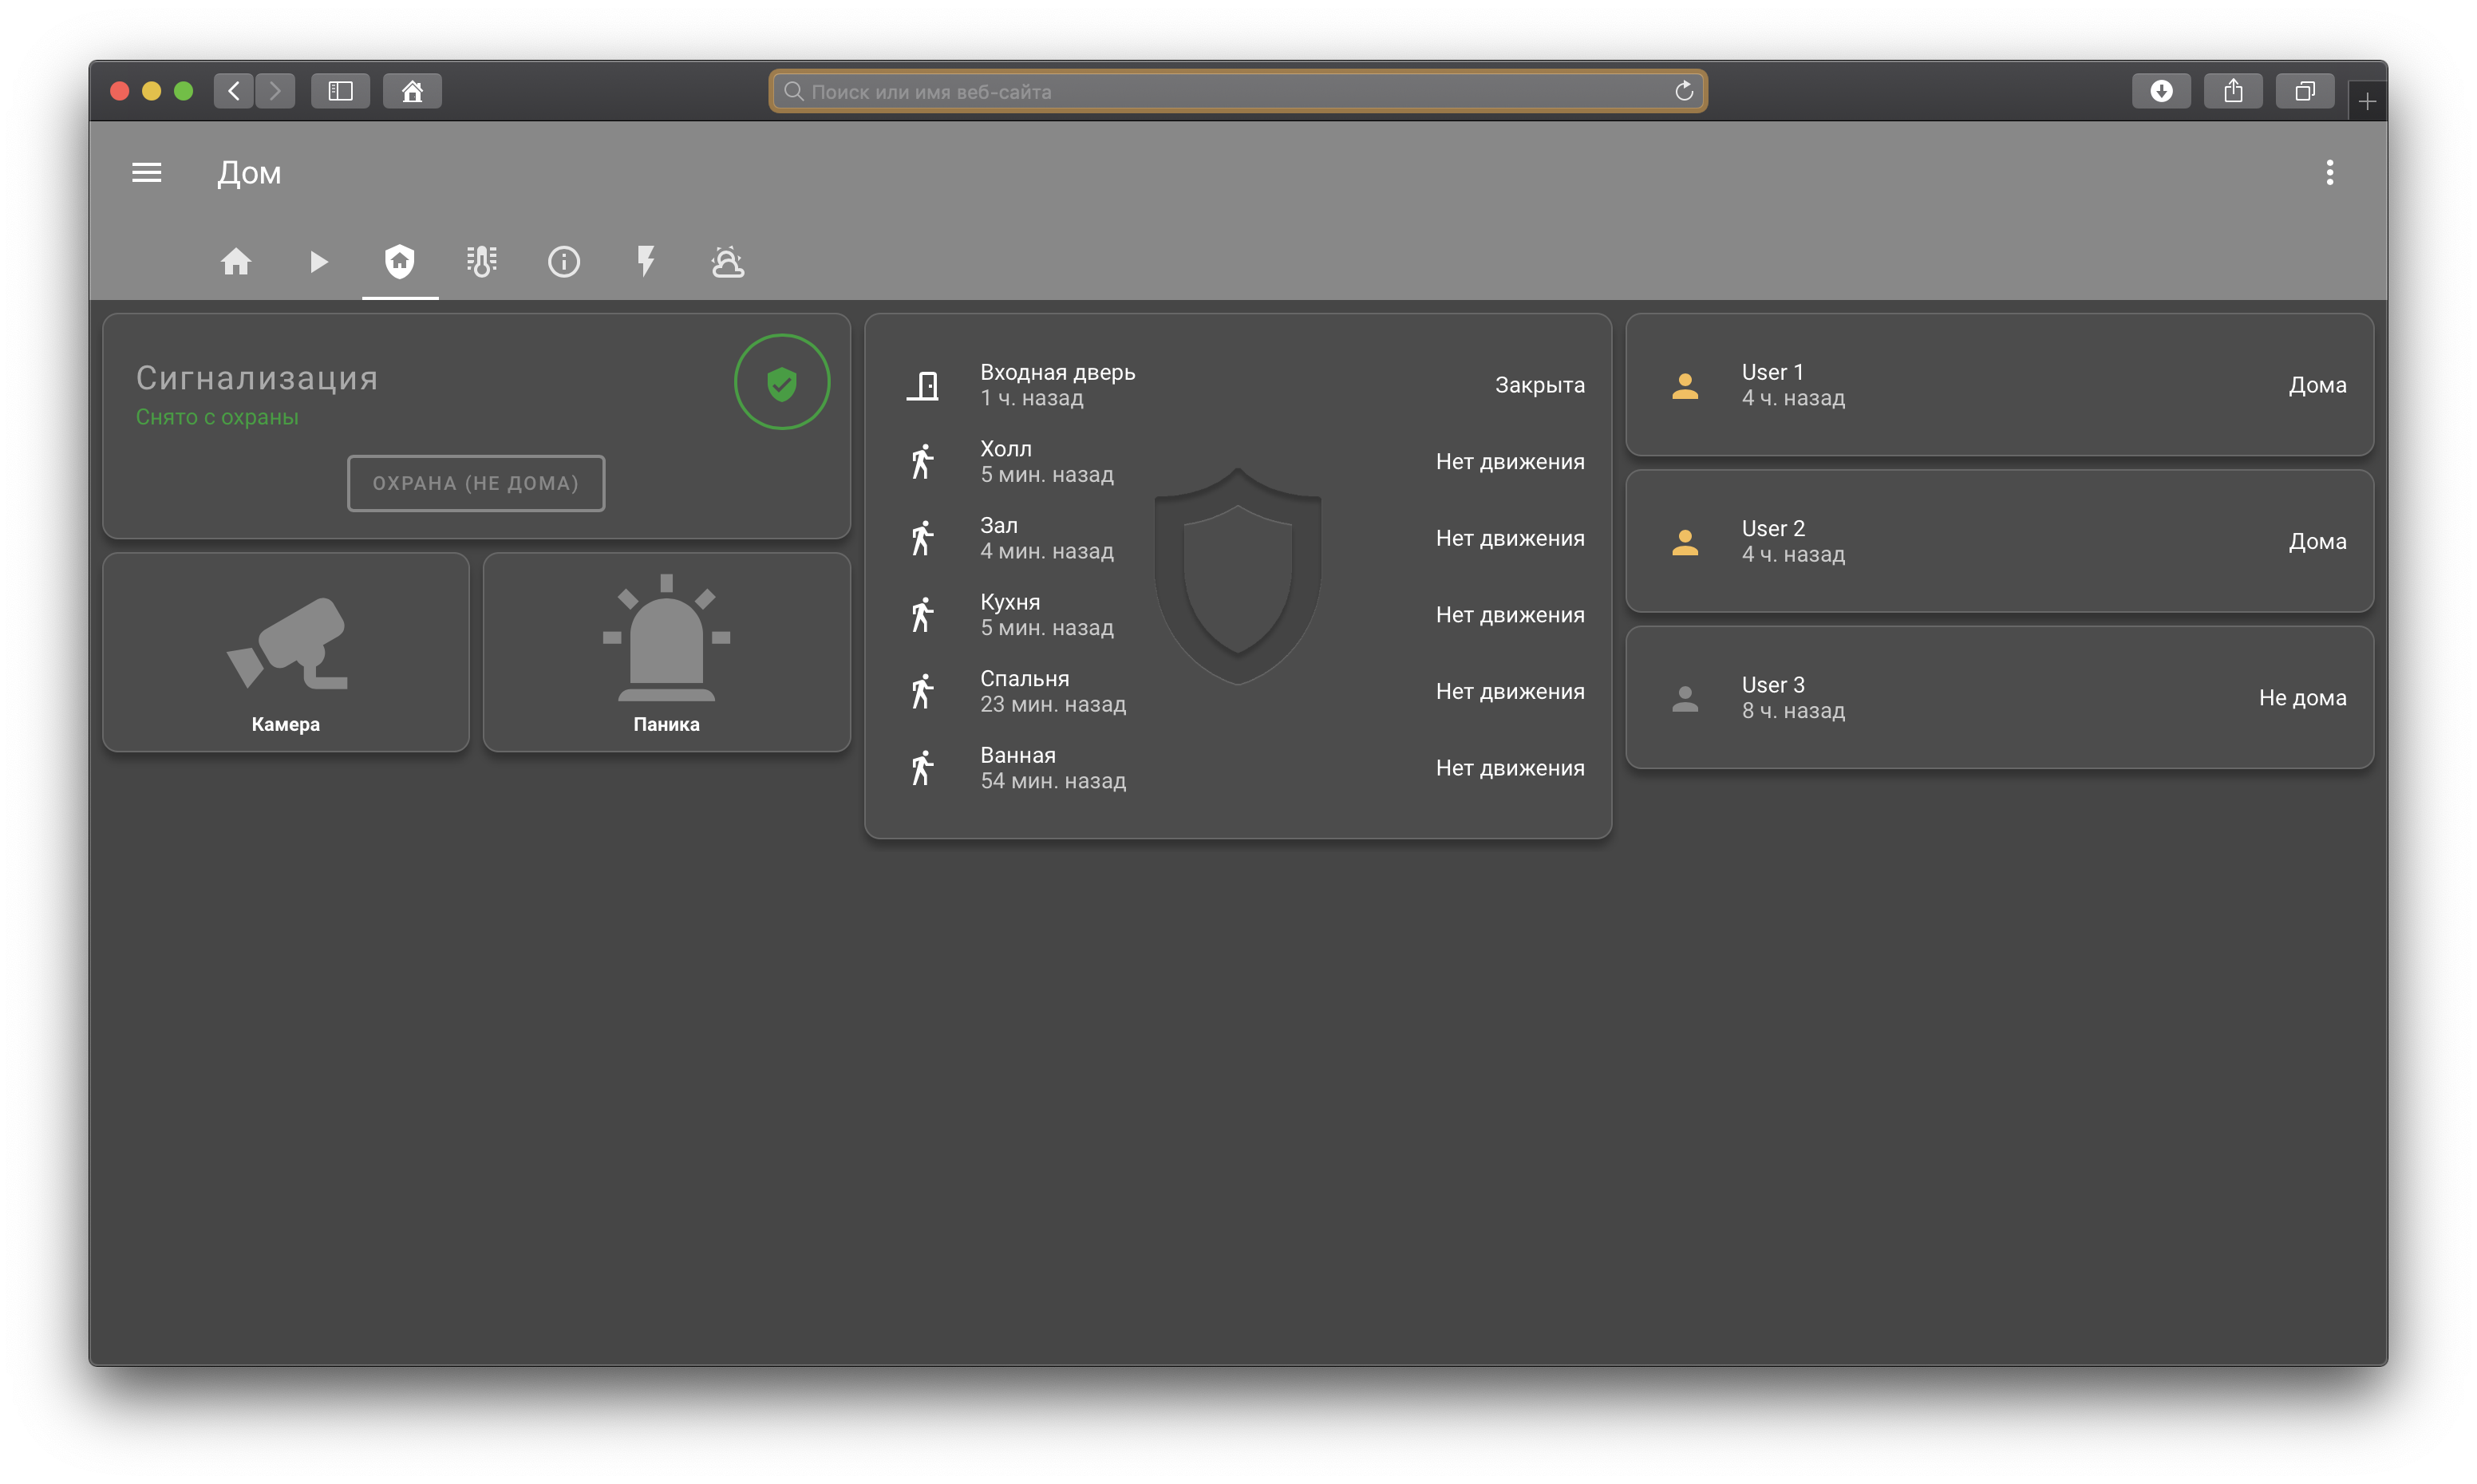 Поиск или имя веб-сайта
Дом
Сигнализация
Снято с охраны
ОХРАНА (НЕ ДОМА)
Камера
Паника
Входная дверь
1 ч. назад
Закрыта
Холл
5 мин. назад
Нет движения
Зал
4 мин. назад
Нет движения
Кухня
5 мин. назад
Нет движения
Спальня
23 мин. назад
Нет движения
Ванная
54 мин. назад
Нет движения
User 1
4 ч. назад
Дома
User 2
4 ч. назад
Дома
User 3
8 ч. назад
Не дома